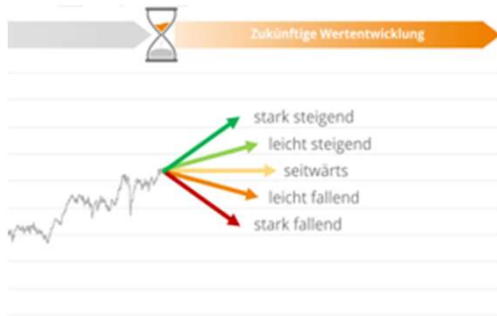 Zukünftige Wertentwicklung
stark steigend
leicht steigend
seitwärts
leicht fallend
stark fallend